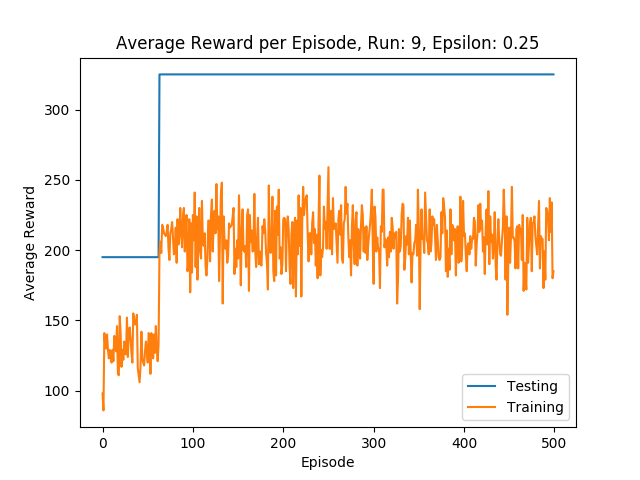 Average Reward per Episode, Run: 9, Epsilon: 0.25
300
250
200
150
100
Average Reward
0 100 200 300 400 500
Episode
Testing
Training